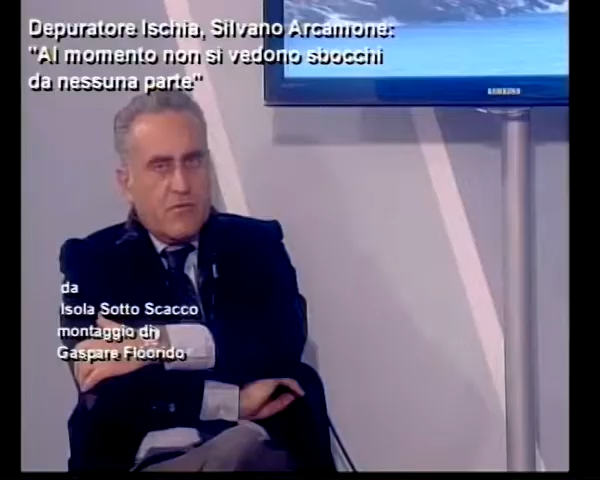 Depuratore Ischia, Silvano Arcamone:
"Al momento non si vedono sbocchi
da nessuna parte"
SAMSUNG
da
Isola Sotto Scacco
montaggio di
Gaspare Fiorido